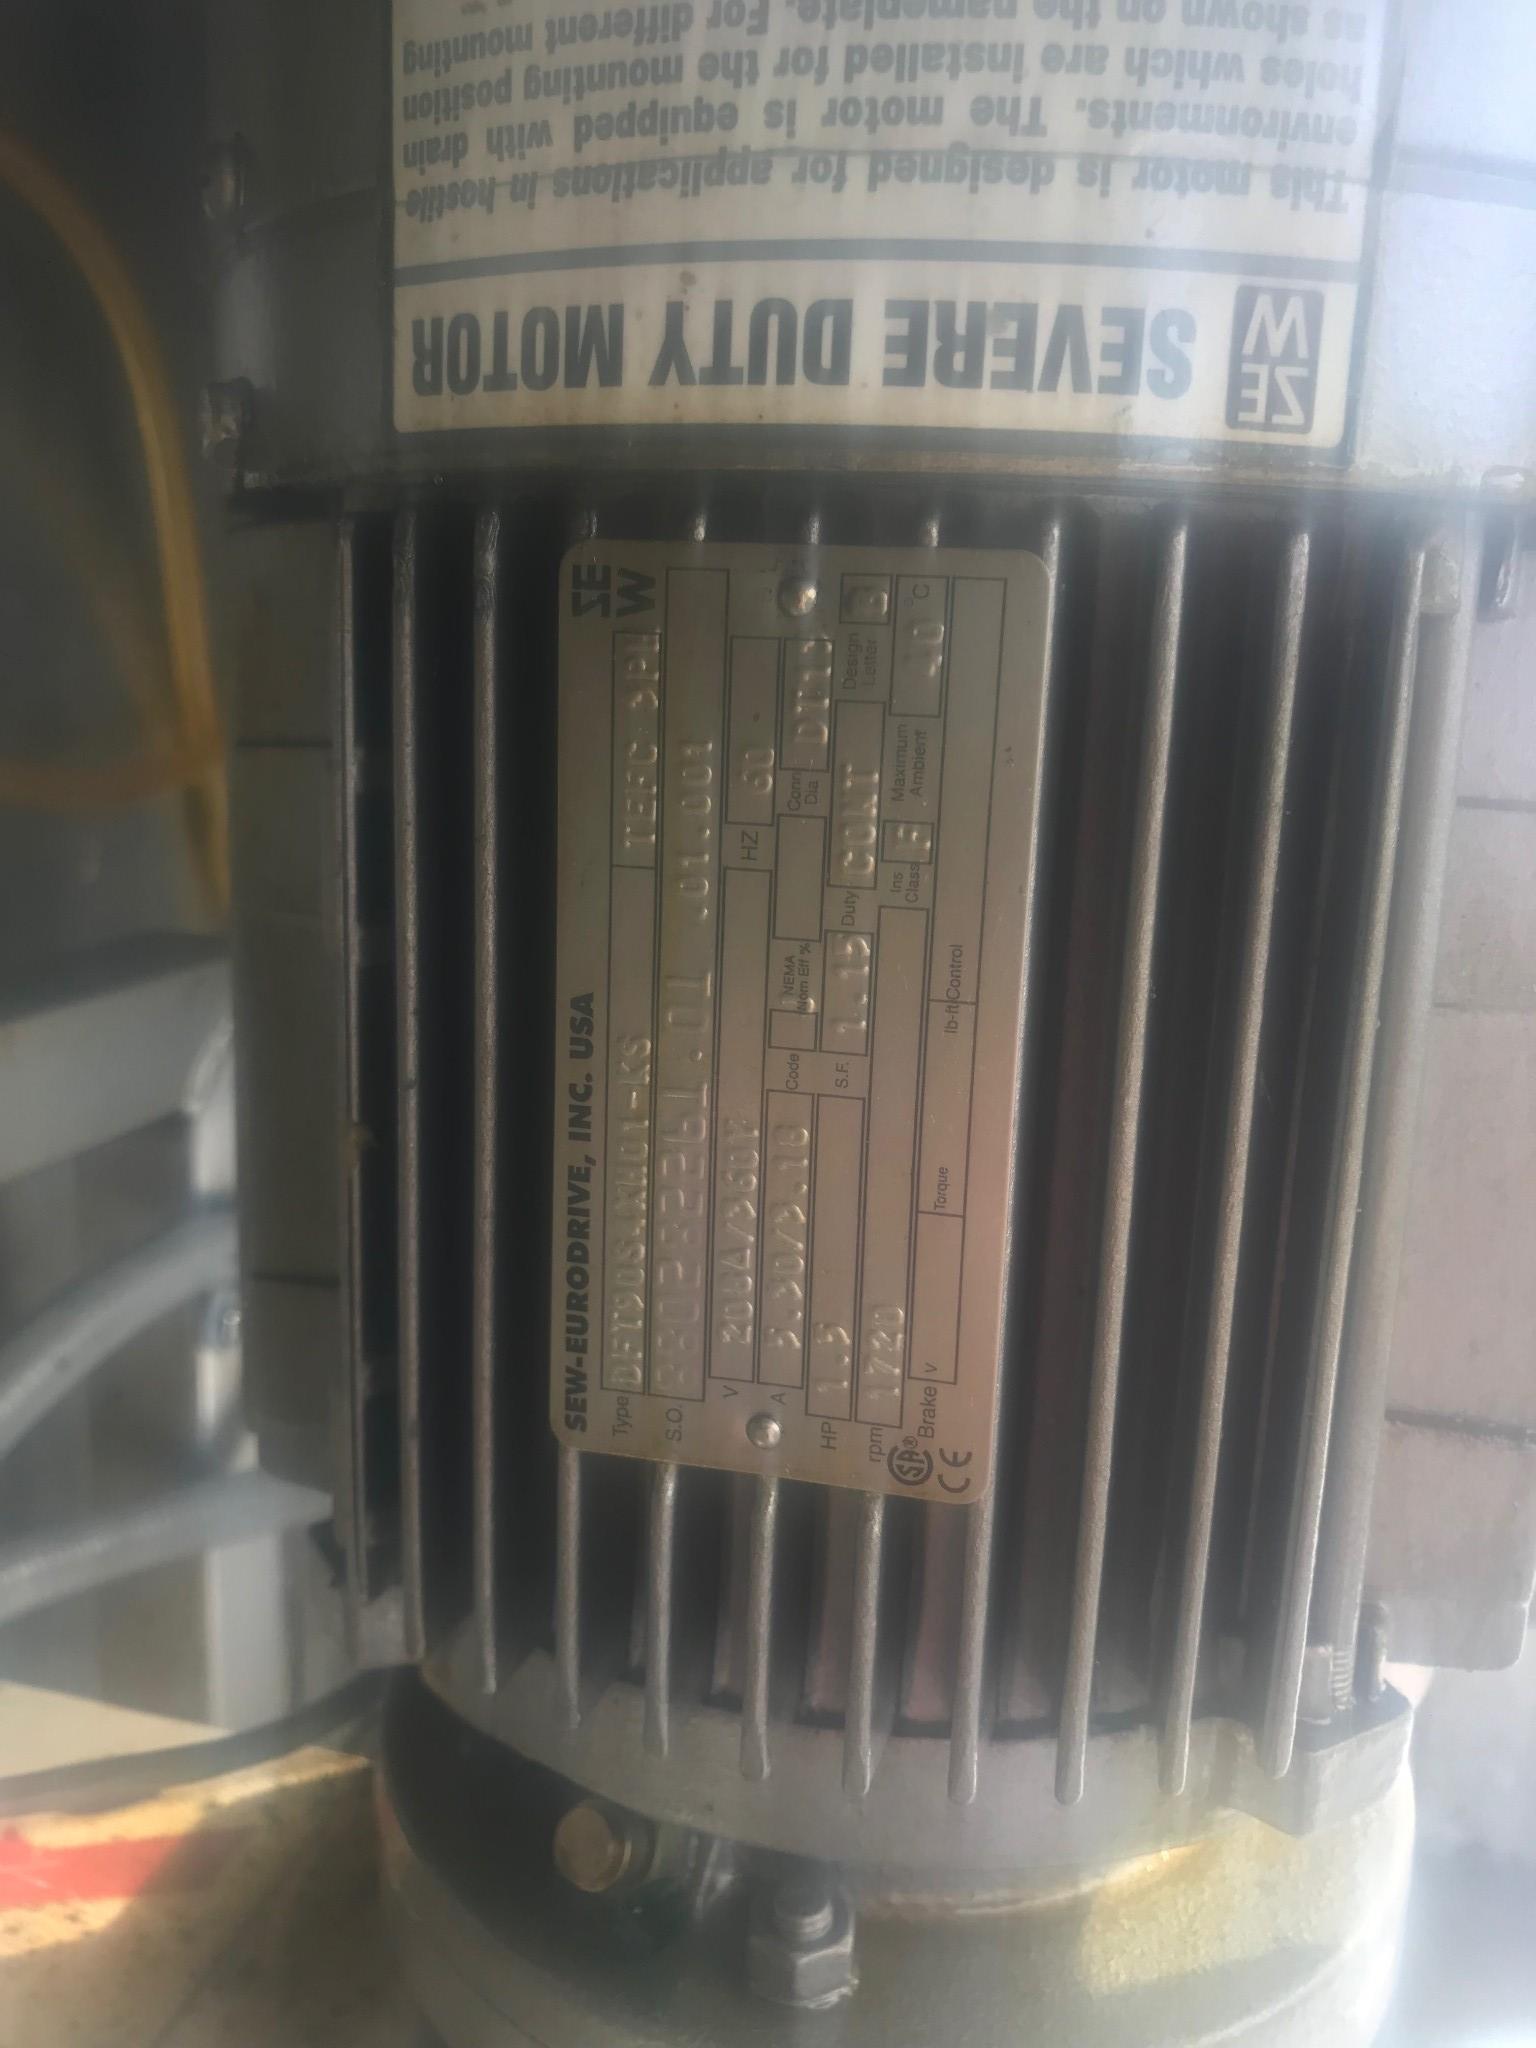 SEW
SEVERE DUTY MOTOR
This motor is designed for applications in hostile
environments. The motor is equipped with drain
holes which are installed for the mounting position
as shown on the nameplate. For different mounting
SEW-EURODRIVE, INC. USA
SEW
Type TEFC 3PH
S.O.
V HZ 60
A Code NEMA Nom Eff % Conn Dia
HP 1.5 S.F. 1.15 Duty CONT Design Letter B
rpm 1720 Ins Class F Maximum Ambient 40 °C
Brake V Torque lb-ft Control
SA®
CE